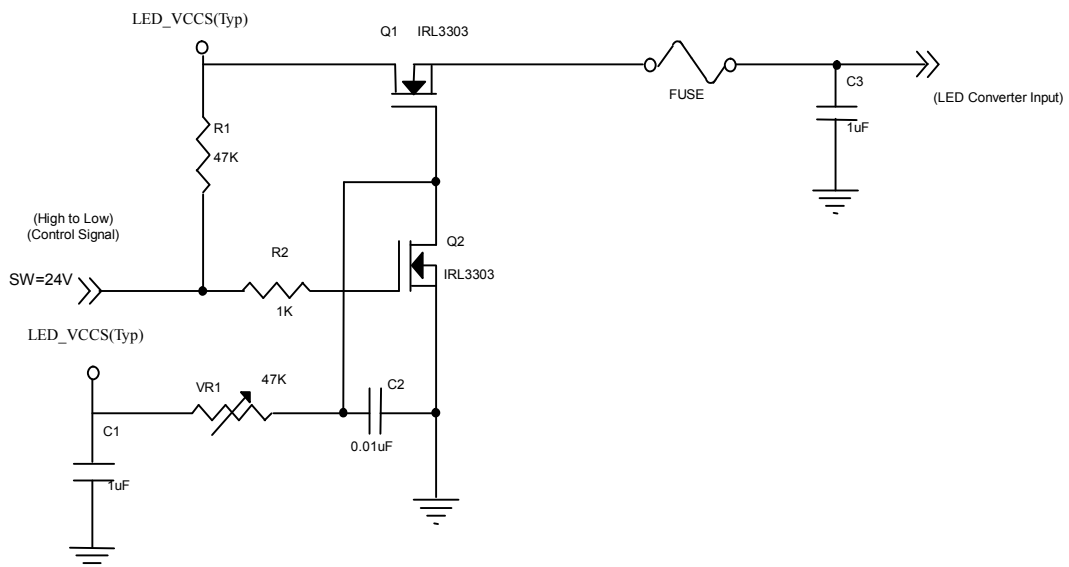 LED_VCCS(Typ)
Q1
IRL3303
FUSE
C3
1uF
(LED Converter Input)
R1
47K
(High to Low)
(Control Signal)
SW=24V
R2
1K
Q2
IRL3303
LED_VCCS(Typ)
VR1
47K
C2
0.01uF
C1
1uF